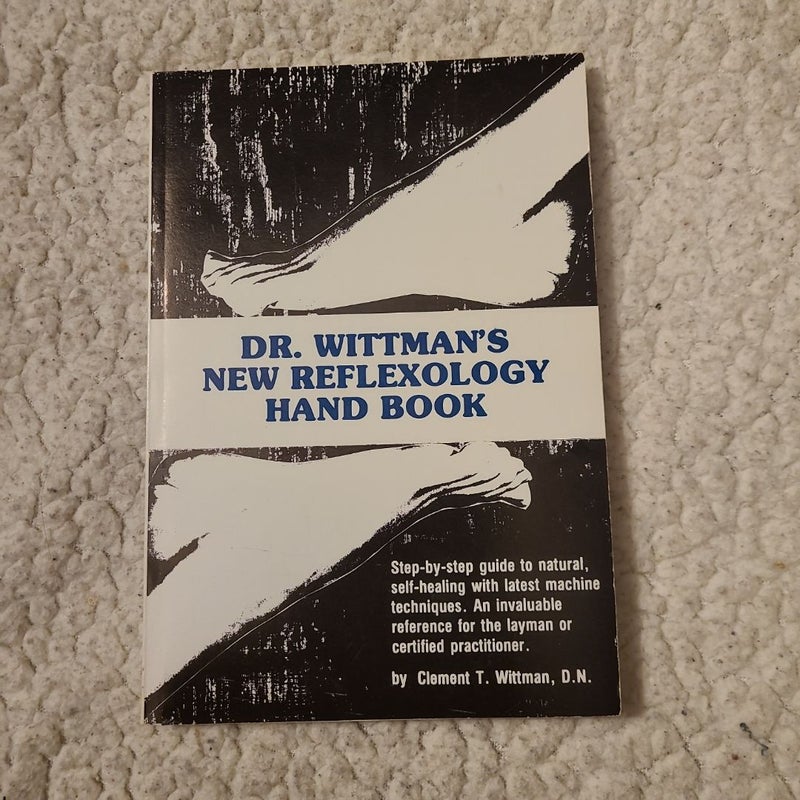 DR. WITTMAN'S
NEW REFLEXOLOGY
HAND BOOK
Step-by-step guide to natural,
self-healing with latest machine
techniques. An invaluable
reference for the layman or
certified practitioner.
by Clement T. Wittman, D.N.